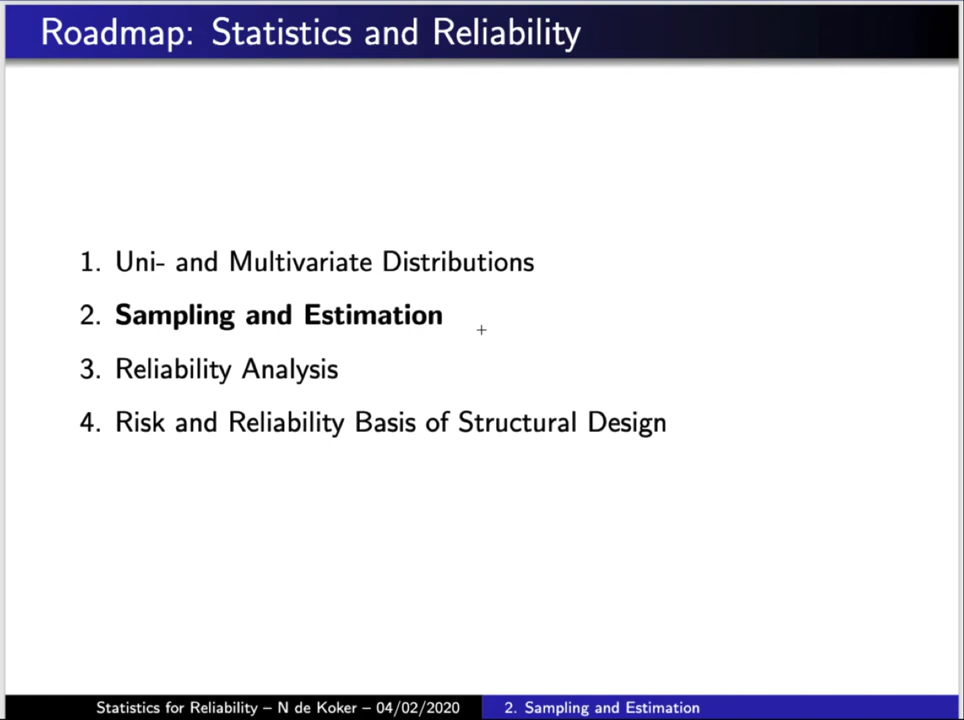 Roadmap: Statistics and Reliability
1. Uni- and Multivariate Distributions
2. Sampling and Estimation
3. Reliability Analysis
4. Risk and Reliability Basis of Structural Design
Statistics for Reliability – N de Koker – 04/02/2020
2. Sampling and Estimation